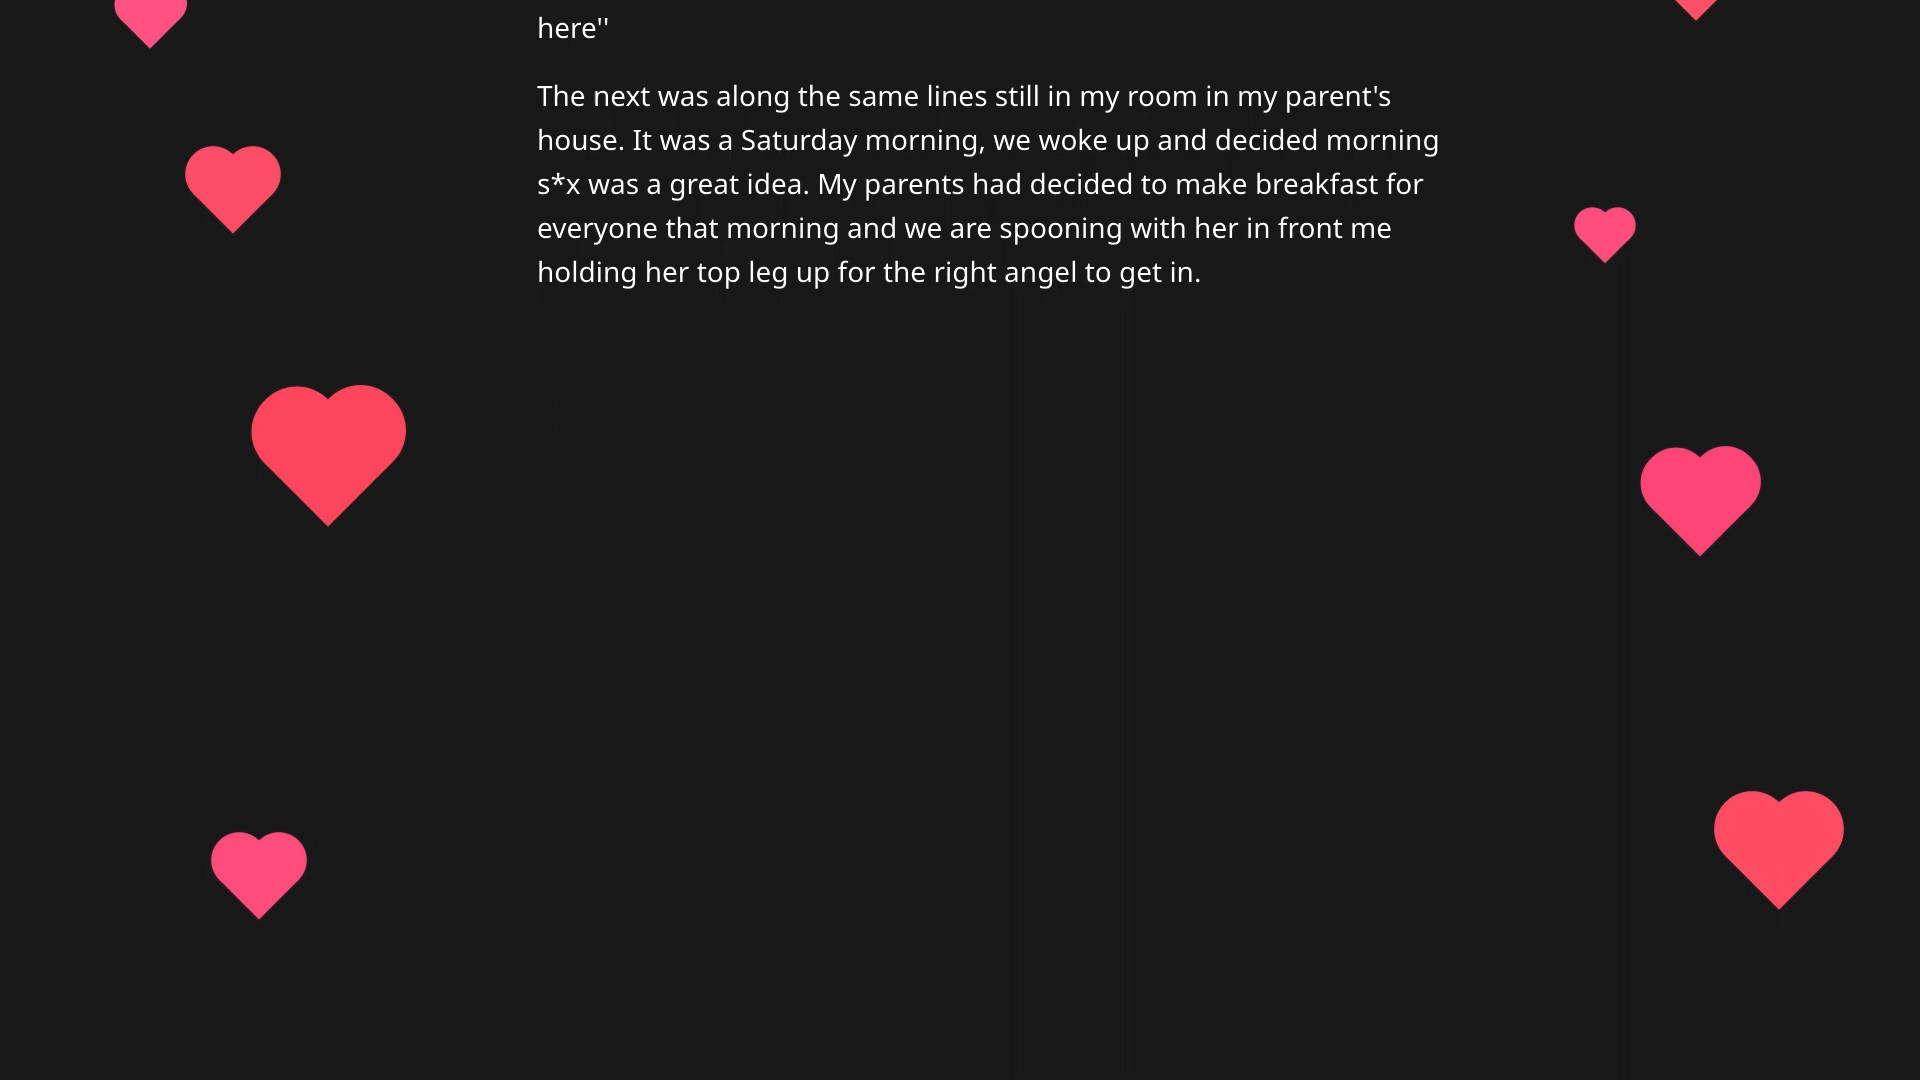 here''
The next was along the same lines still in my room in my parent's
house. It was a Saturday morning, we woke up and decided morning
s*x was a great idea. My parents had decided to make breakfast for
everyone that morning and we are spooning with her in front me
holding her top leg up for the right angel to get in.